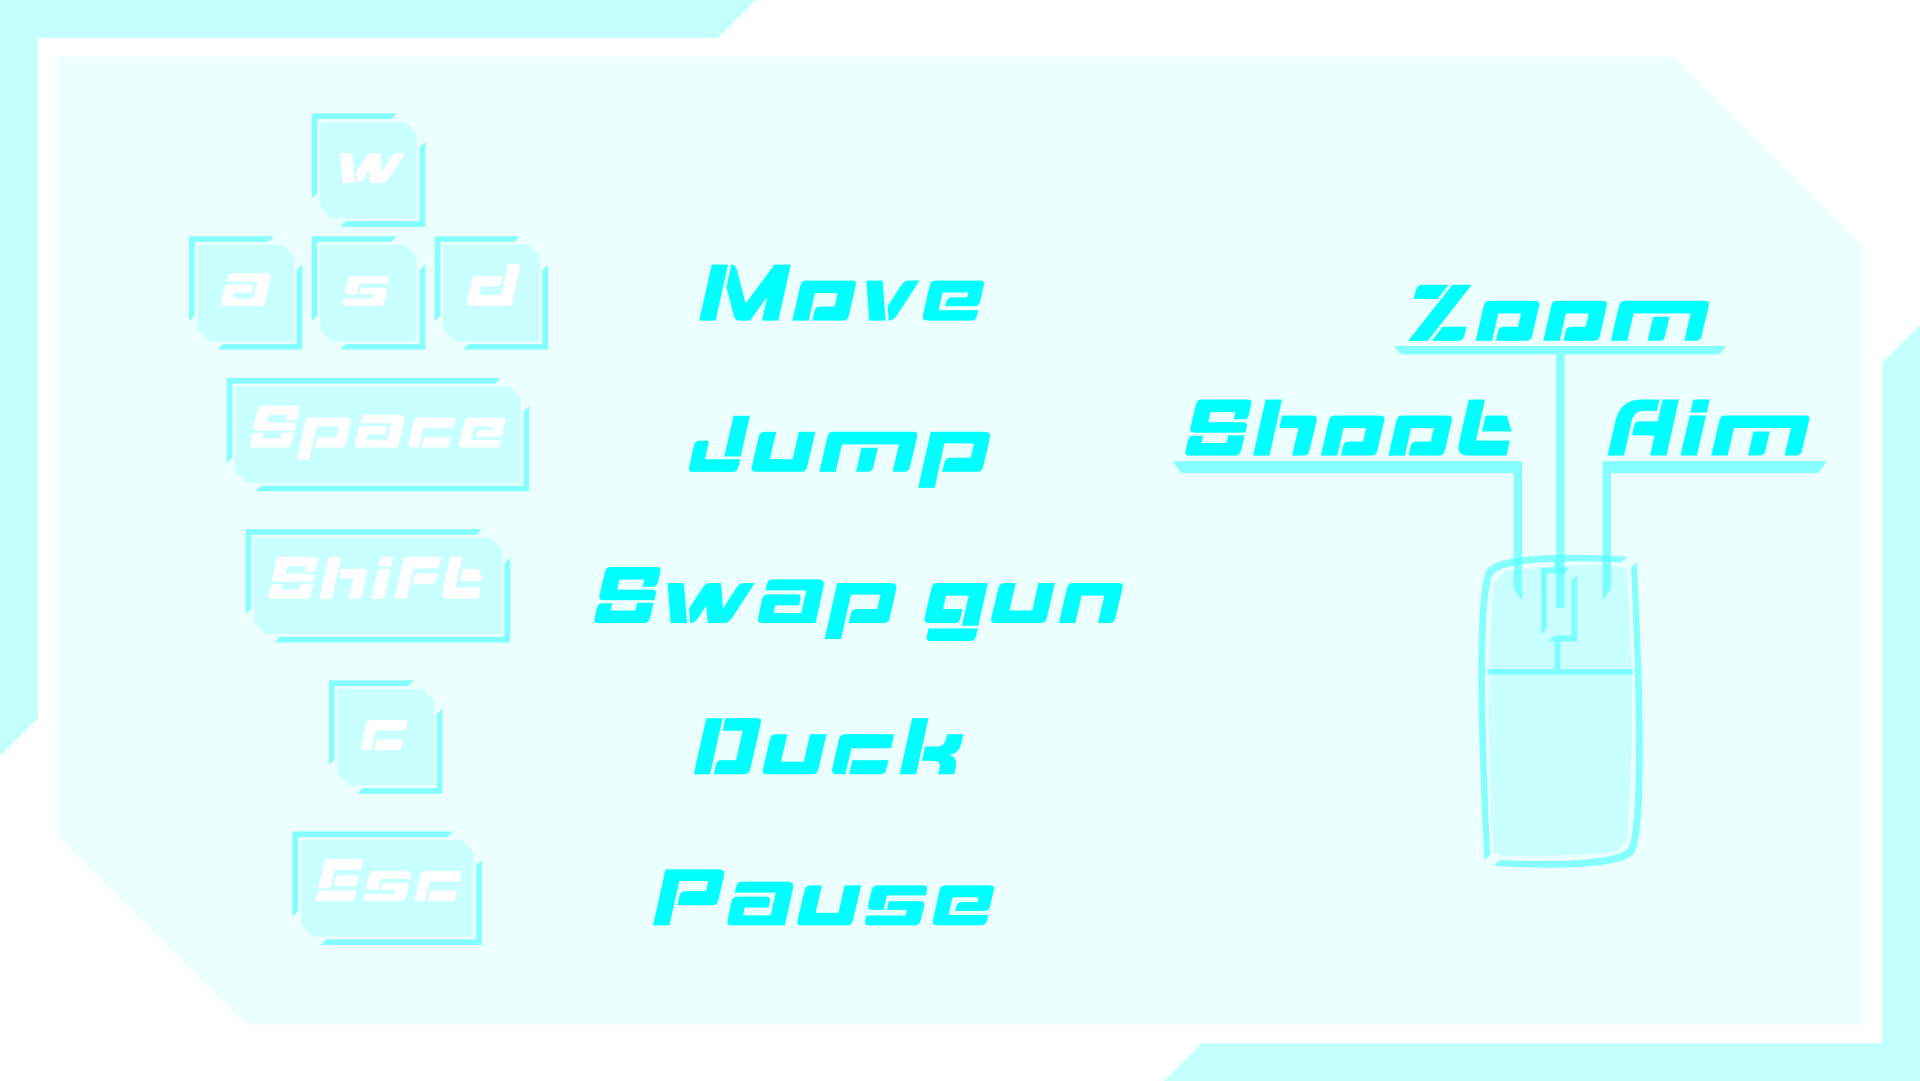 w
a s d Move
Space Jump
Shift Swap gun
c Duck
Esc Pause
Zoom
Shoot Aim